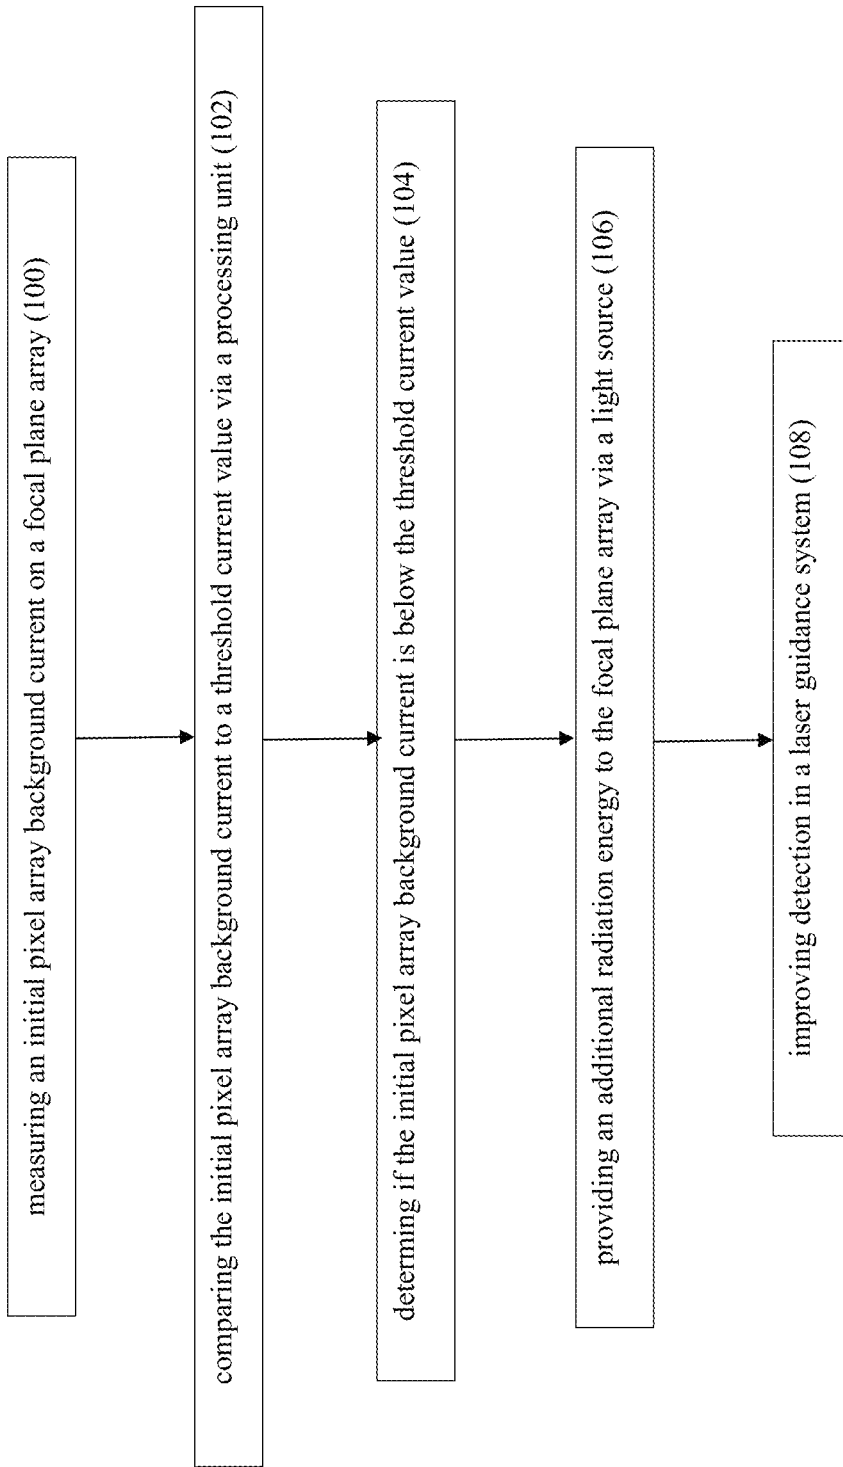 measuring an initial pixel array background current on a focal plane array (100)
comparing the initial pixel array background current to a threshold current value via a processing unit (102)
determing if the initial pixel array background current is below the threshold current value (104)
providing an additional radiation energy to the focal plane array via a light source (106)
improving detection in a laser guidance system (108)